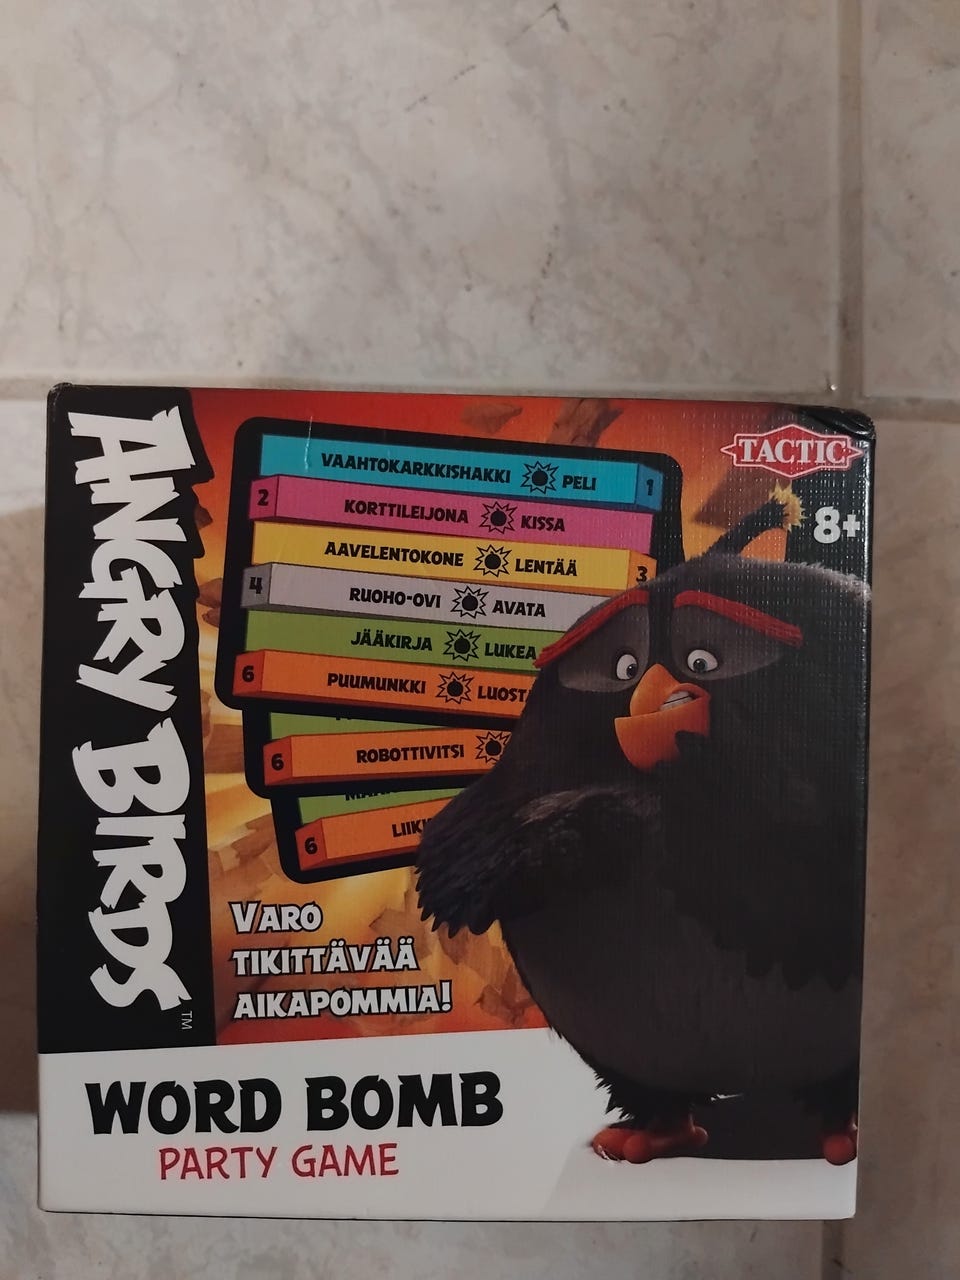 ANGRY BIRDS™
TACTIC
8+
VAAHTOKARKKISHAKKI PELI 1
2 KORTTILEIJONA KISSA
AAVELENTOKONE LENTÄÄ 3
4 RUOHO-OVI AVATA
JÄÄKIRJA LUKEA
6 PUUMUNKKI
6 ROBOTTIVITSI
6
VARO
TIKITTÄVÄÄ
AIKAPOMMIA!
WORD BOMB
PARTY GAME